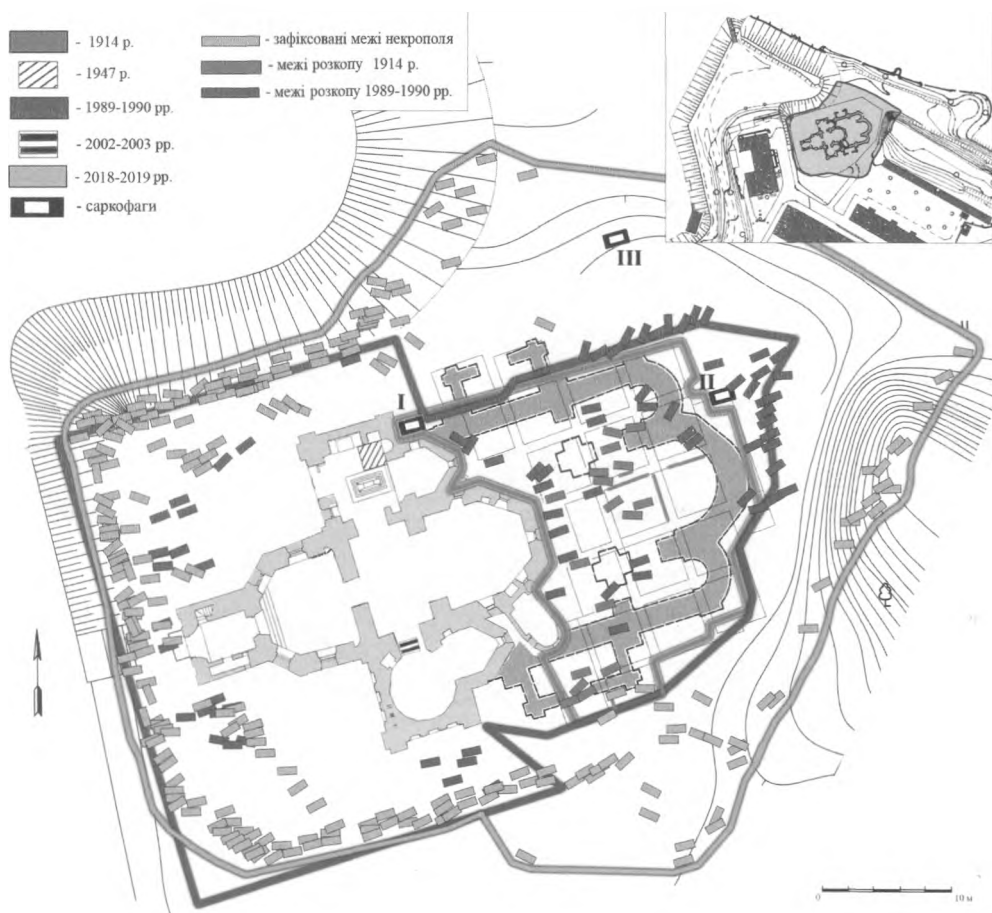 - 1914 р.
- 1947 р.
- 1989-1990 рр.
- 2002-2003 рр.
- 2018-2019 рр.
- саркофаги
- зафіксовані межі некрополя
- межі розкопу 1914 р.
- межі розкопу 1989-1990 рр.
III
II
I
0 10 м